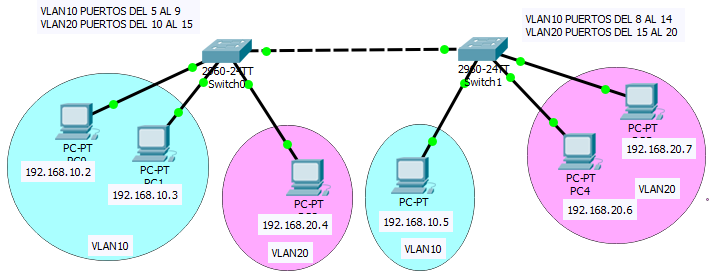 VLAN10 PUERTOS DEL 5 AL 9
VLAN20 PUERTOS DEL 10 AL 15
VLAN10 PUERTOS DEL 8 AL 14
VLAN20 PUERTOS DEL 15 AL 20
2960-24TT
Switch0
2960-24TT
Switch1
PC-PT
192.168.10.2
PC-PT
PC1
192.168.10.3
VLAN10
PC-PT
192.168.20.4
VLAN20
PC-PT
192.168.10.5
VLAN10
PC-PT
PC4
192.168.20.6
PC-PT
192.168.20.7
VLAN20